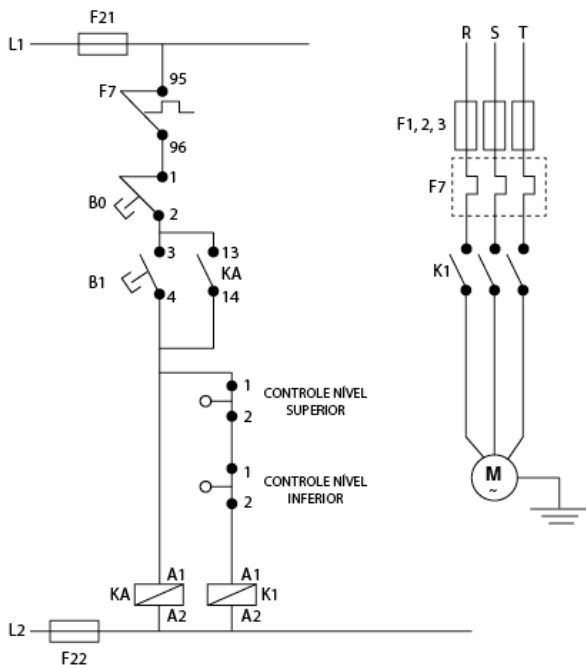 F21
L1
95
F7
96
1
B0
2
3
13
KA
B1
4
14
1
CONTROLE NÍVEL
SUPERIOR
2
1
CONTROLE NÍVEL
INFERIOR
2
A1
A1
KA
K1
A2
A2
L2
F22
R S T
F1, 2, 3
F7
K1
M
~